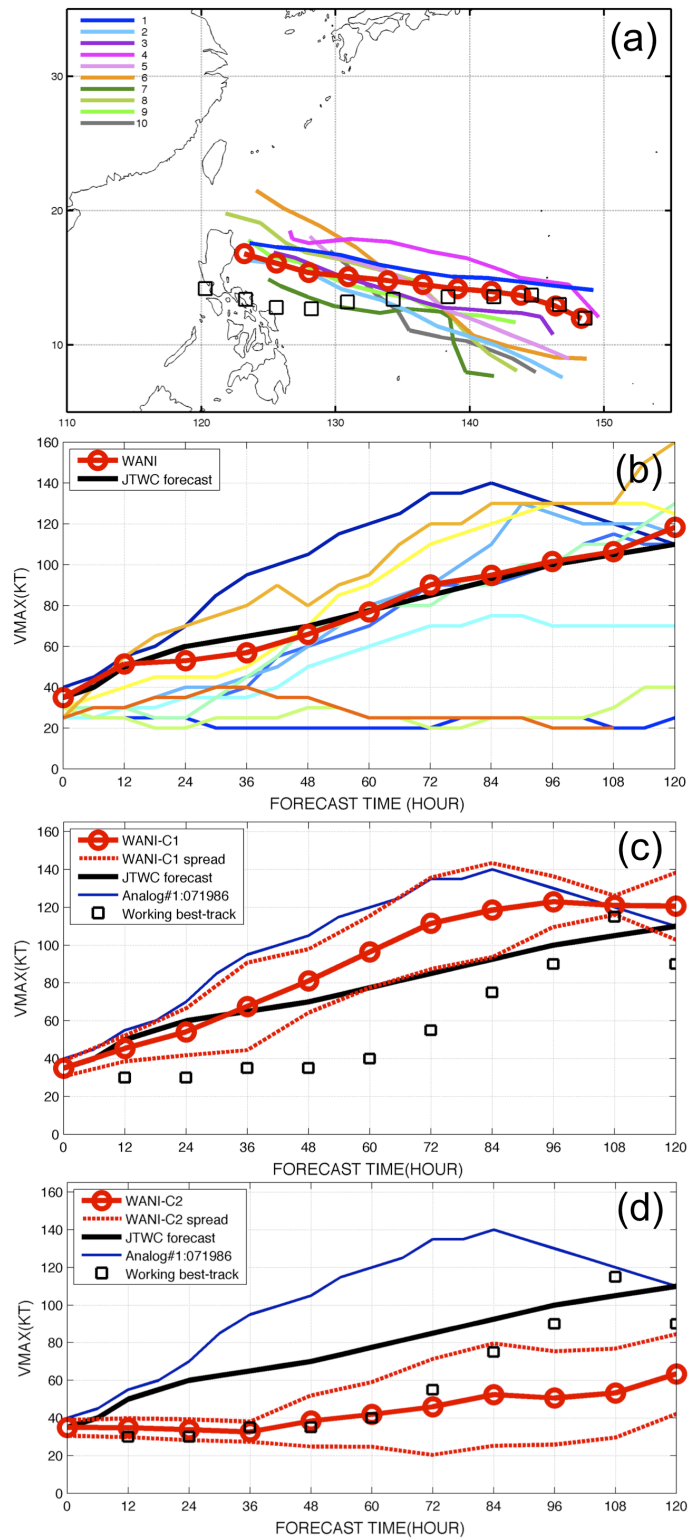 (a)
1
2
3
4
5
6
7
8
9
10
30
20
10
110 120 130 140 150
(b)
WANI
JTWC forecast
160
140
120
100
80
60
40
20
0
VMAX(KT)
0 12 24 36 48 60 72 84 96 108 120
FORECAST TIME (HOUR)
(c)
WANI-C1
WANI-C1 spread
JTWC forecast
Analog#1:071986
Working best-track
160
140
120
100
80
60
40
20
0
VMAX(KT)
0 12 24 36 48 60 72 84 96 108 120
FORECAST TIME(HOUR)
(d)
WANI-C2
WANI-C2 spread
JTWC forecast
Analog#1:071986
Working best-track
160
140
120
100
80
60
40
20
0
VMAX(KT)
0 12 24 36 48 60 72 84 96 108 120
FORECAST TIME(HOUR)